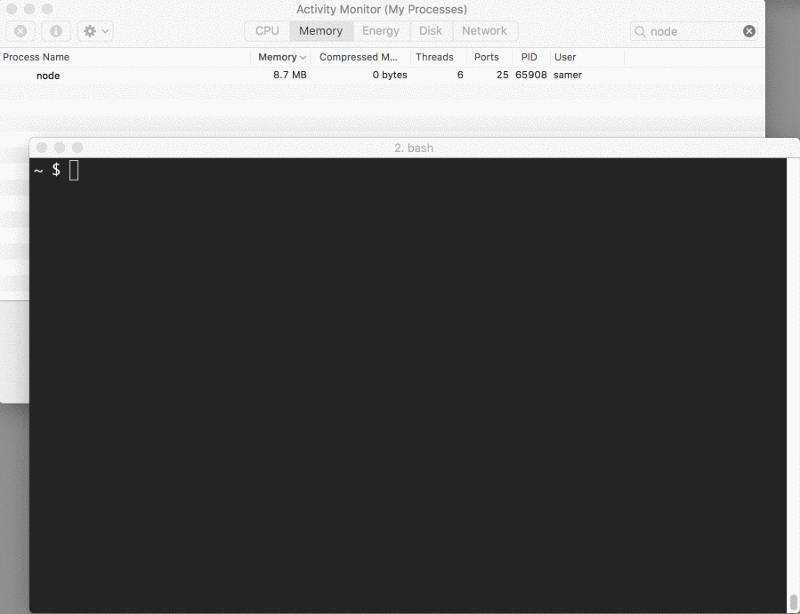 Activity Monitor (My Processes)
CPU Memory Energy Disk Network
node
Process Name Memory Compressed M... Threads Ports PID User
node 8.7 MB 0 bytes 6 25 65908 samer
2. bash
~ $